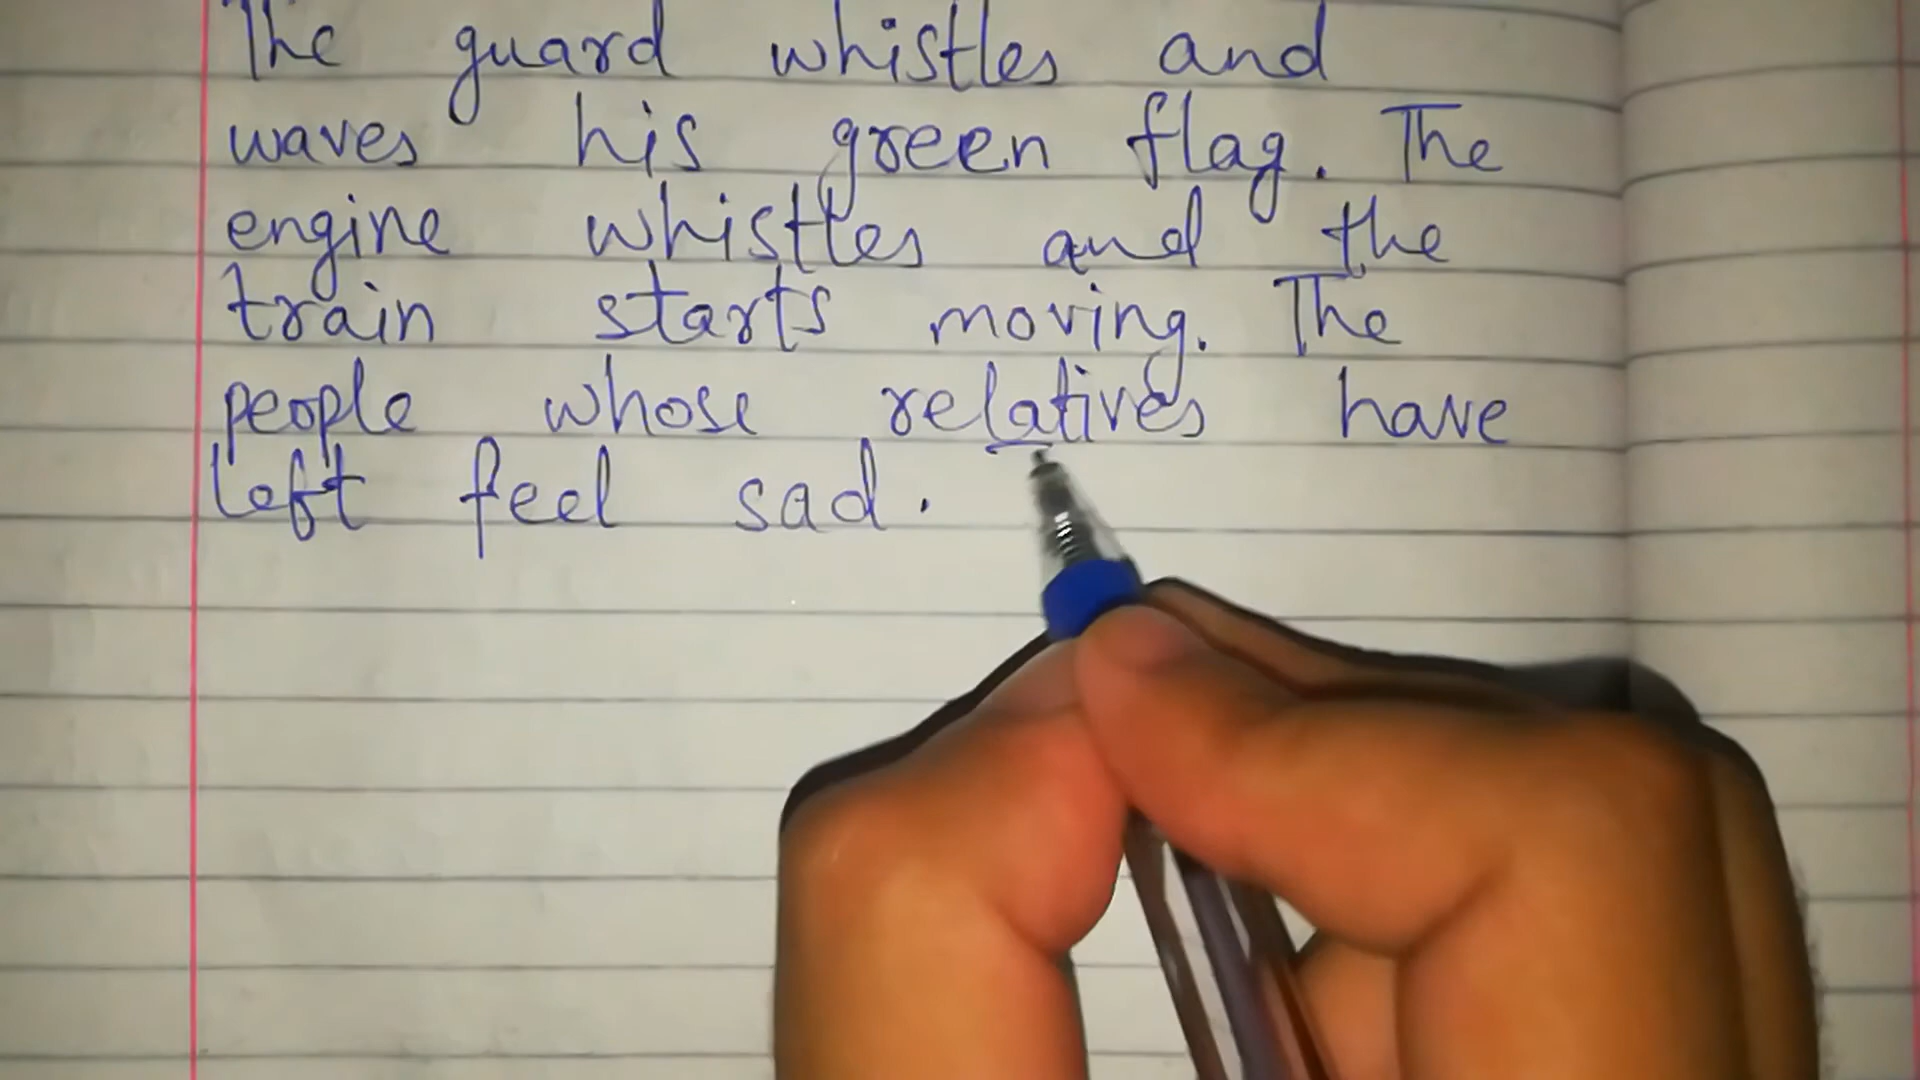 The guard whistles and
waves his green flag. The
engine whistles and the
train starts moving. The
people whose relatives have
left feel sad.